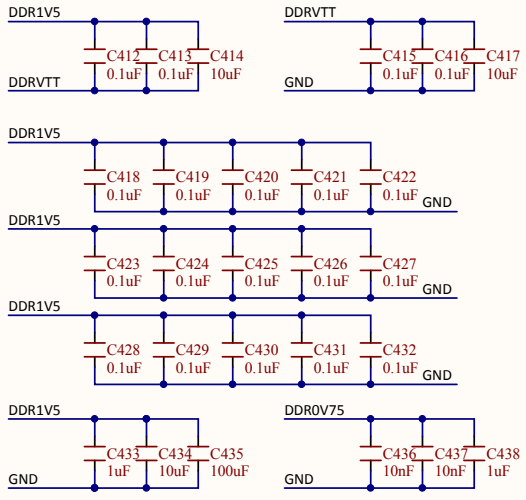 DDR1V5 DDRVTT
C412 C413 C414 C415 C416 C417
0.1uF 0.1uF 10uF 0.1uF 0.1uF 10uF
DDRVTT GND
DDR1V5
C418 C419 C420 C421 C422
0.1uF 0.1uF 0.1uF 0.1uF 0.1uF
GND
DDR1V5
C423 C424 C425 C426 C427
0.1uF 0.1uF 0.1uF 0.1uF 0.1uF
GND
DDR1V5
C428 C429 C430 C431 C432
0.1uF 0.1uF 0.1uF 0.1uF 0.1uF
GND
DDR1V5 DDR0V75
C433 C434 C435 C436 C437 C438
1uF 10uF 100uF 10nF 10nF 1uF
GND GND